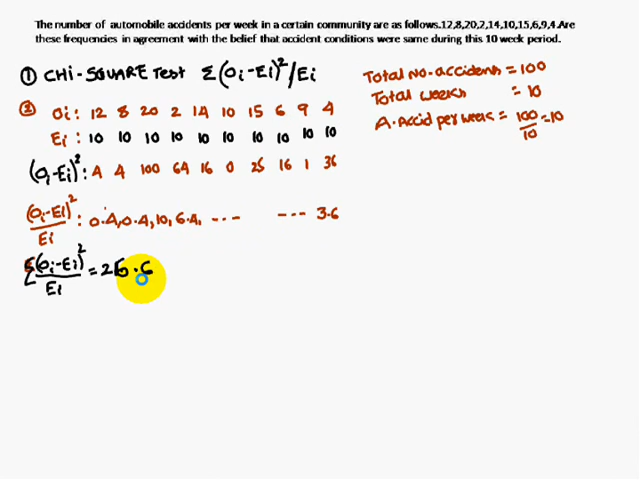 The number of automobile accidents per week in a certain community are as follows.12,8,20,2,14,10,15,6,9,4.Are
these frequencies in agreement with the belief that accident conditions were same during this 10 week period.
① CHi-SQUARE Test Σ(Oi-Ei)²/Ei
Total No.accidents = 100
Total weeks = 10
A.Accid per week = 100/10 = 10
② Oi: 12 8 20 2 14 10 15 6 9 4
Ei: 10 10 10 10 10 10 10 10 10 10
(Oi-Ei)²: 4 4 100 64 16 0 25 16 1 36
(Oi-Ei)²/Ei: 0.4, 0.4, 10, 6.4, ... --- 3.6
Σ(Oi-Ei)²/Ei = 26.6